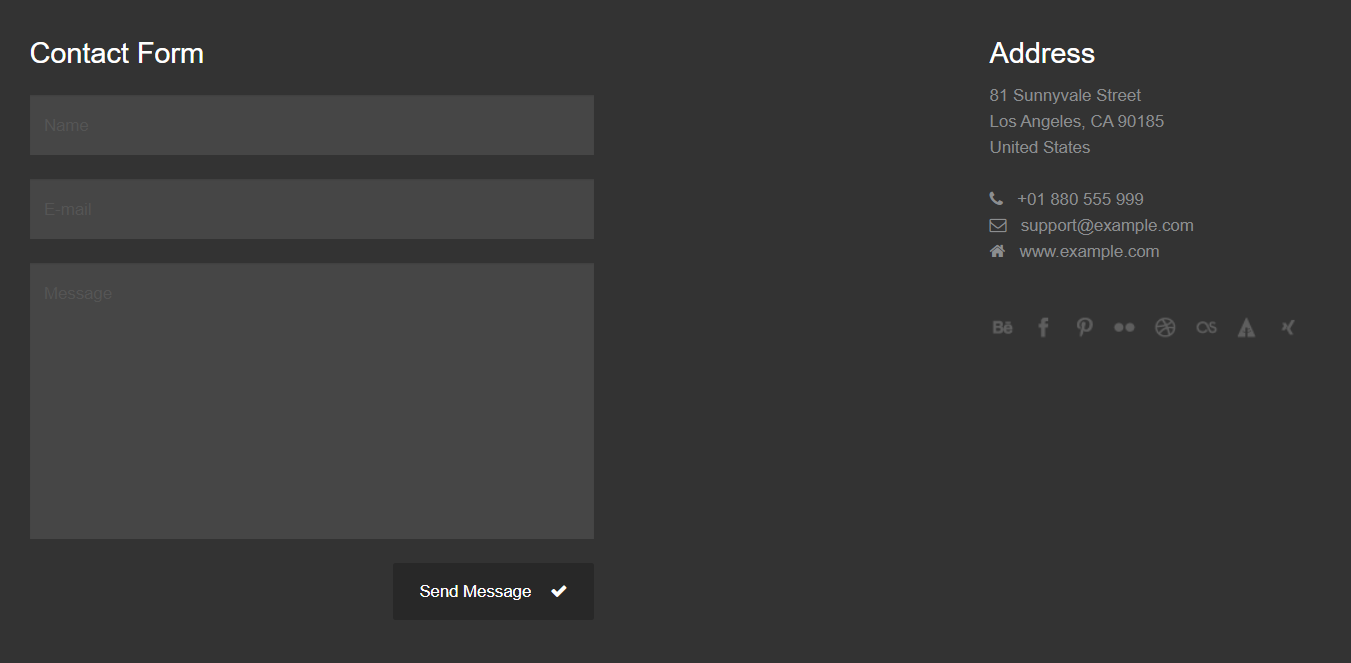 Contact Form
Name
E-mail
Message
Send Message
Address
81 Sunnyvale Street
Los Angeles, CA 90185
United States
+01 880 555 999
support@example.com
www.example.com